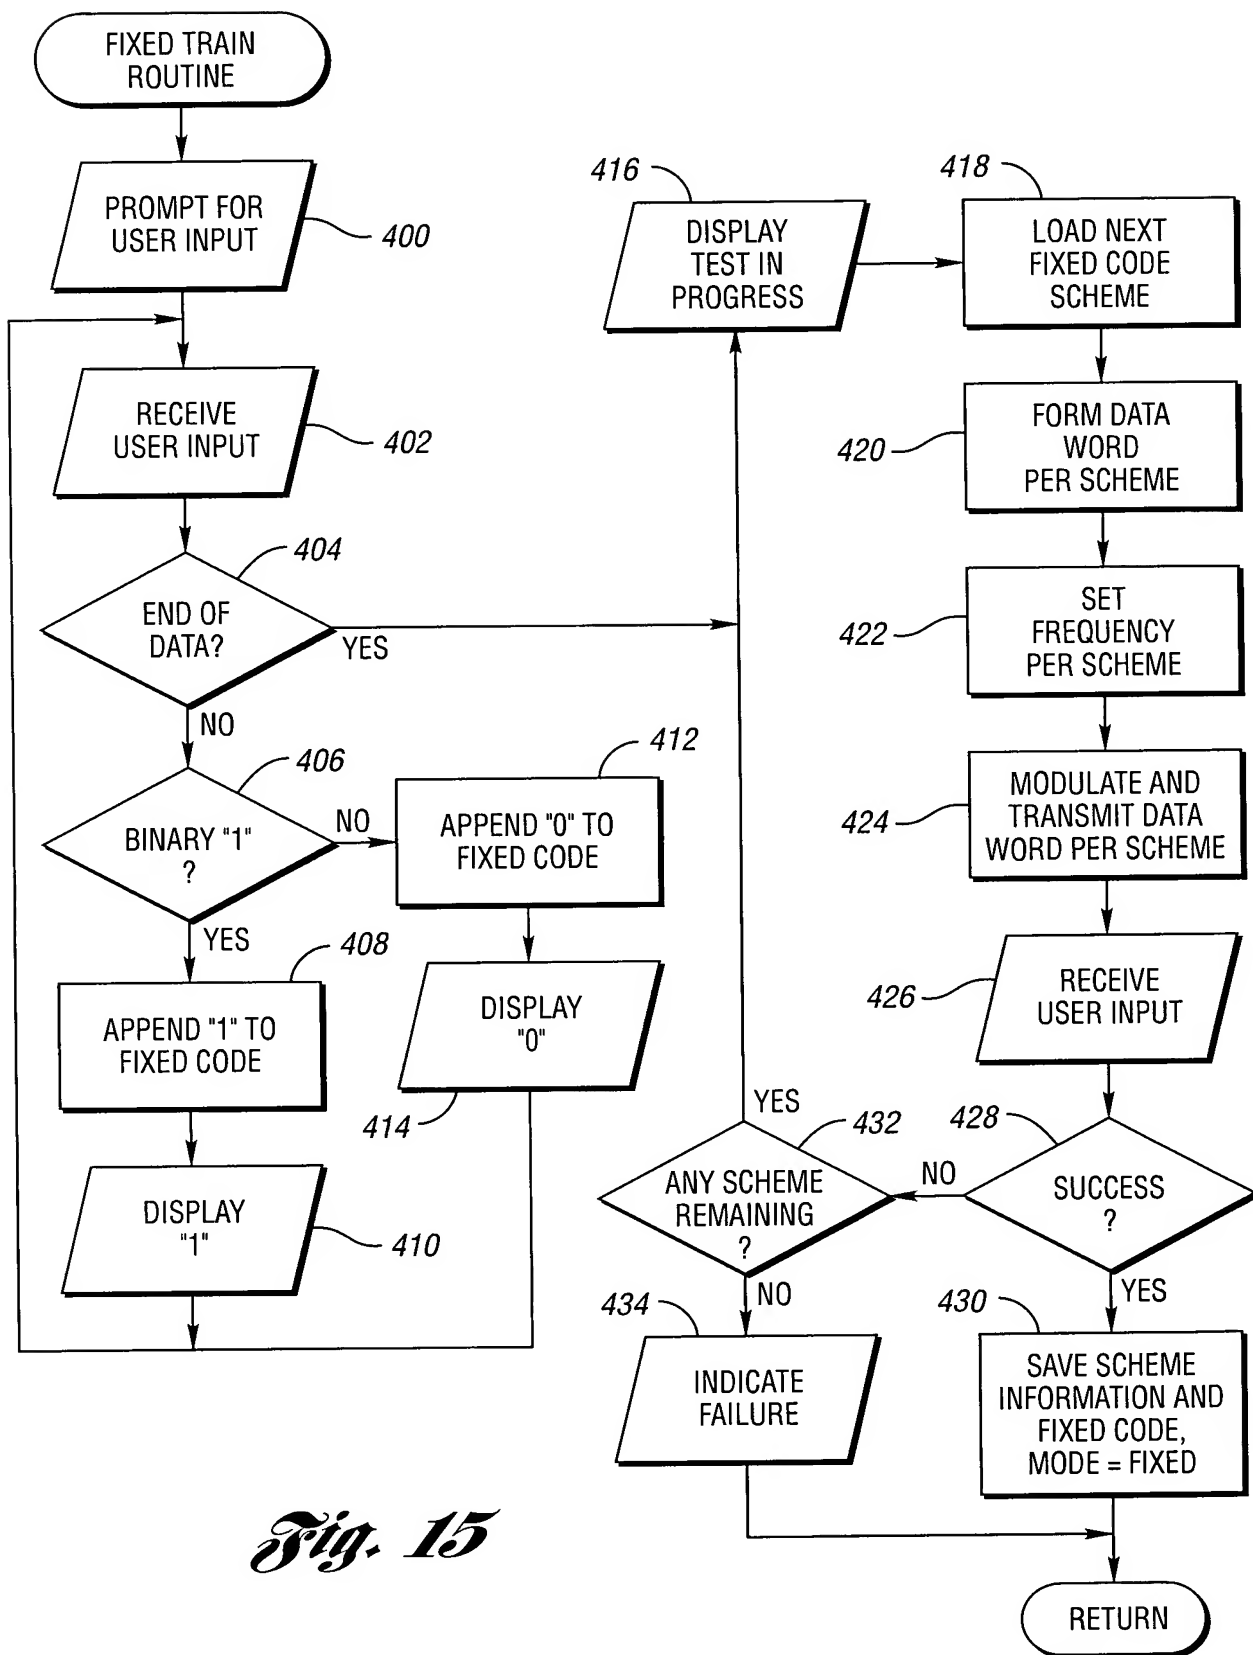 FIXED TRAIN
ROUTINE
PROMPT FOR
USER INPUT
400
RECEIVE
USER INPUT
402
404
END OF
DATA?
YES
NO
406
BINARY "1"
?
NO
YES
412
APPEND "0" TO
FIXED CODE
408
APPEND "1" TO
FIXED CODE
DISPLAY
"0"
414
DISPLAY
"1"
410
416
DISPLAY
TEST IN
PROGRESS
418
LOAD NEXT
FIXED CODE
SCHEME
420
FORM DATA
WORD
PER SCHEME
422
SET
FREQUENCY
PER SCHEME
424
MODULATE AND
TRANSMIT DATA
WORD PER SCHEME
426
RECEIVE
USER INPUT
428
SUCCESS
?
NO
YES
432
YES
ANY SCHEME
REMAINING
?
NO
434
INDICATE
FAILURE
430
SAVE SCHEME
INFORMATION AND
FIXED CODE,
MODE = FIXED
RETURN
Fig. 15